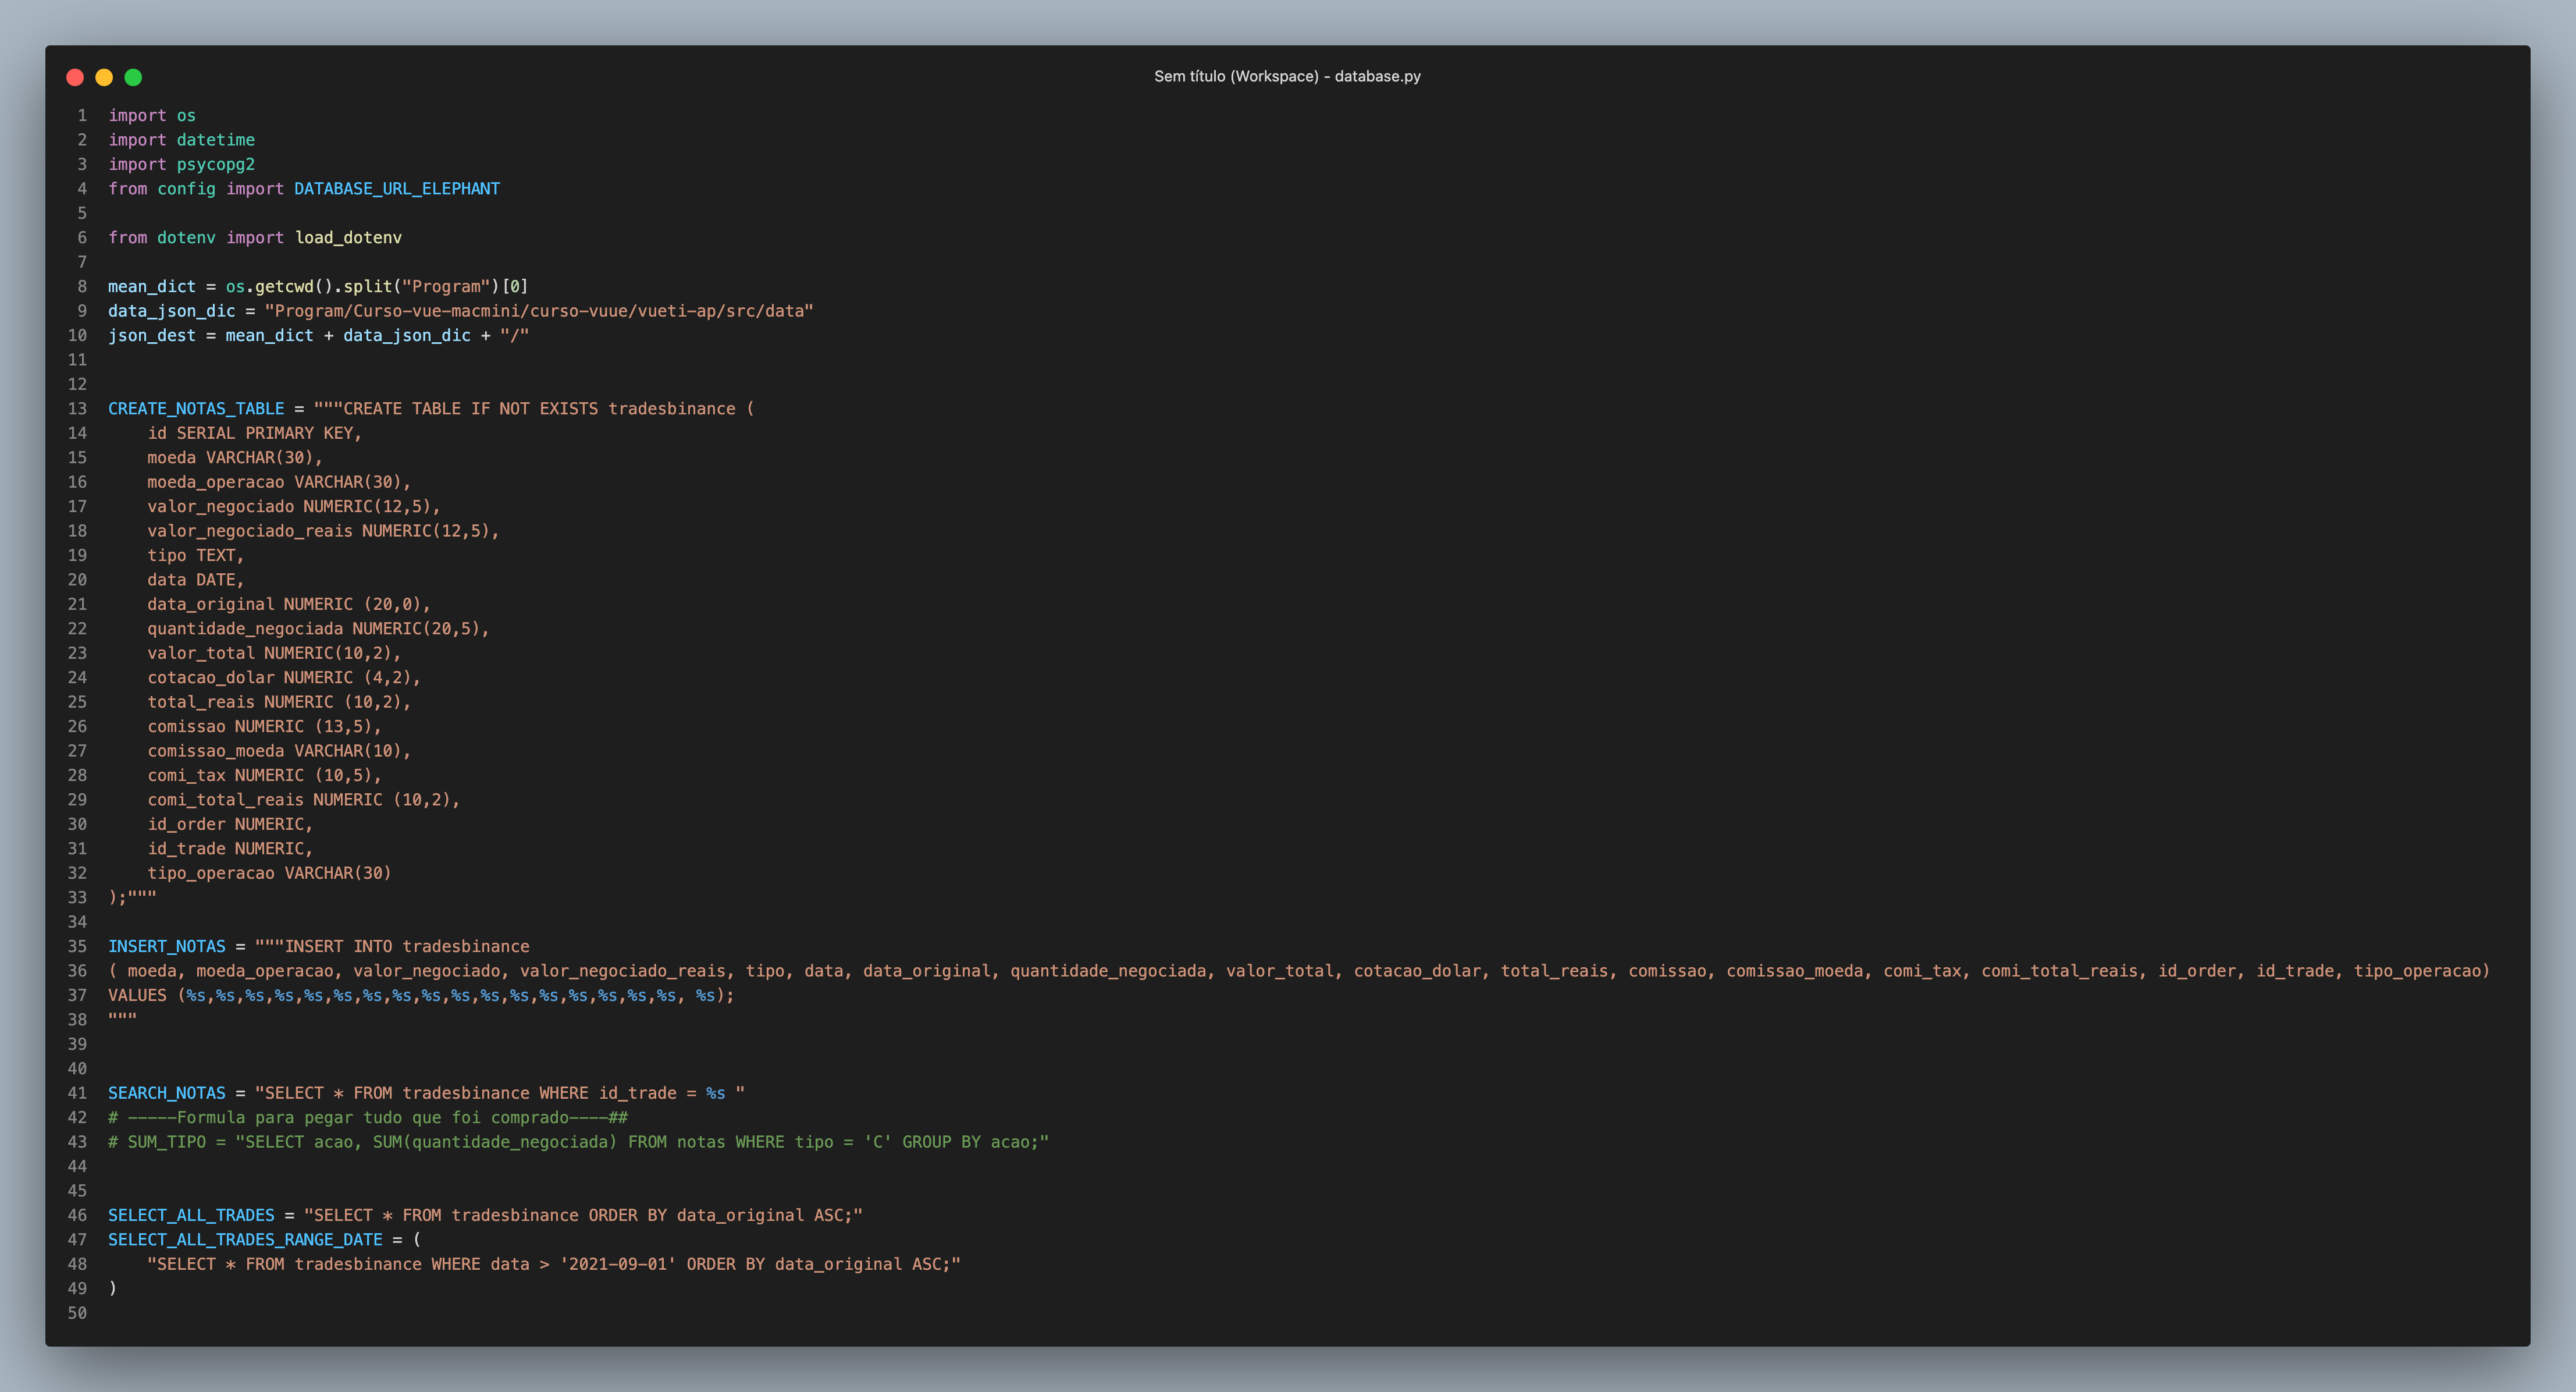 Sem título (Workspace) - database.py
1 import os
2 import datetime
3 import psycopg2
4 from config import DATABASE_URL_ELEPHANT
5
6 from dotenv import load_dotenv
7
8 mean_dict = os.getcwd().split("Program")[0]
9 data_json_dic = "Program/Curso-vue-macmini/curso-vuue/vueti-ap/src/data"
10 json_dest = mean_dict + data_json_dic + "/"
11
12
13 CREATE_NOTAS_TABLE = """CREATE TABLE IF NOT EXISTS tradesbinance (
14     id SERIAL PRIMARY KEY,
15     moeda VARCHAR(30),
16     moeda_operacao VARCHAR(30),
17     valor_negociado NUMERIC(12,5),
18     valor_negociado_reais NUMERIC(12,5),
19     tipo TEXT,
20     data DATE,
21     data_original NUMERIC (20,0),
22     quantidade_negociada NUMERIC(20,5),
23     valor_total NUMERIC(10,2),
24     cotacao_dolar NUMERIC (4,2),
25     total_reais NUMERIC (10,2),
26     comissao NUMERIC (13,5),
27     comissao_moeda VARCHAR(10),
28     comi_tax NUMERIC (10,5),
29     comi_total_reais NUMERIC (10,2),
30     id_order NUMERIC,
31     id_trade NUMERIC,
32     tipo_operacao VARCHAR(30)
33 );"""
34
35 INSERT_NOTAS = """INSERT INTO tradesbinance
36 ( moeda, moeda_operacao, valor_negociado, valor_negociado_reais, tipo, data, data_original, quantidade_negociada, valor_total, cotacao_dolar, total_reais, comissao, comissao_moeda, comi_tax, comi_total_reais, id_order, id_trade, tipo_operacao)
37 VALUES (%s,%s,%s,%s,%s,%s,%s,%s,%s,%s,%s,%s,%s,%s,%s,%s,%s, %s);
38 """
39
40
41 SEARCH_NOTAS = "SELECT * FROM tradesbinance WHERE id_trade = %s "
42 # -----Formula para pegar tudo que foi comprado----##
43 # SUM_TIPO = "SELECT acao, SUM(quantidade_negociada) FROM notas WHERE tipo = 'C' GROUP BY acao;"
44
45
46 SELECT_ALL_TRADES = "SELECT * FROM tradesbinance ORDER BY data_original ASC;"
47 SELECT_ALL_TRADES_RANGE_DATE = (
48     "SELECT * FROM tradesbinance WHERE data > '2021-09-01' ORDER BY data_original ASC;"
49 )
50